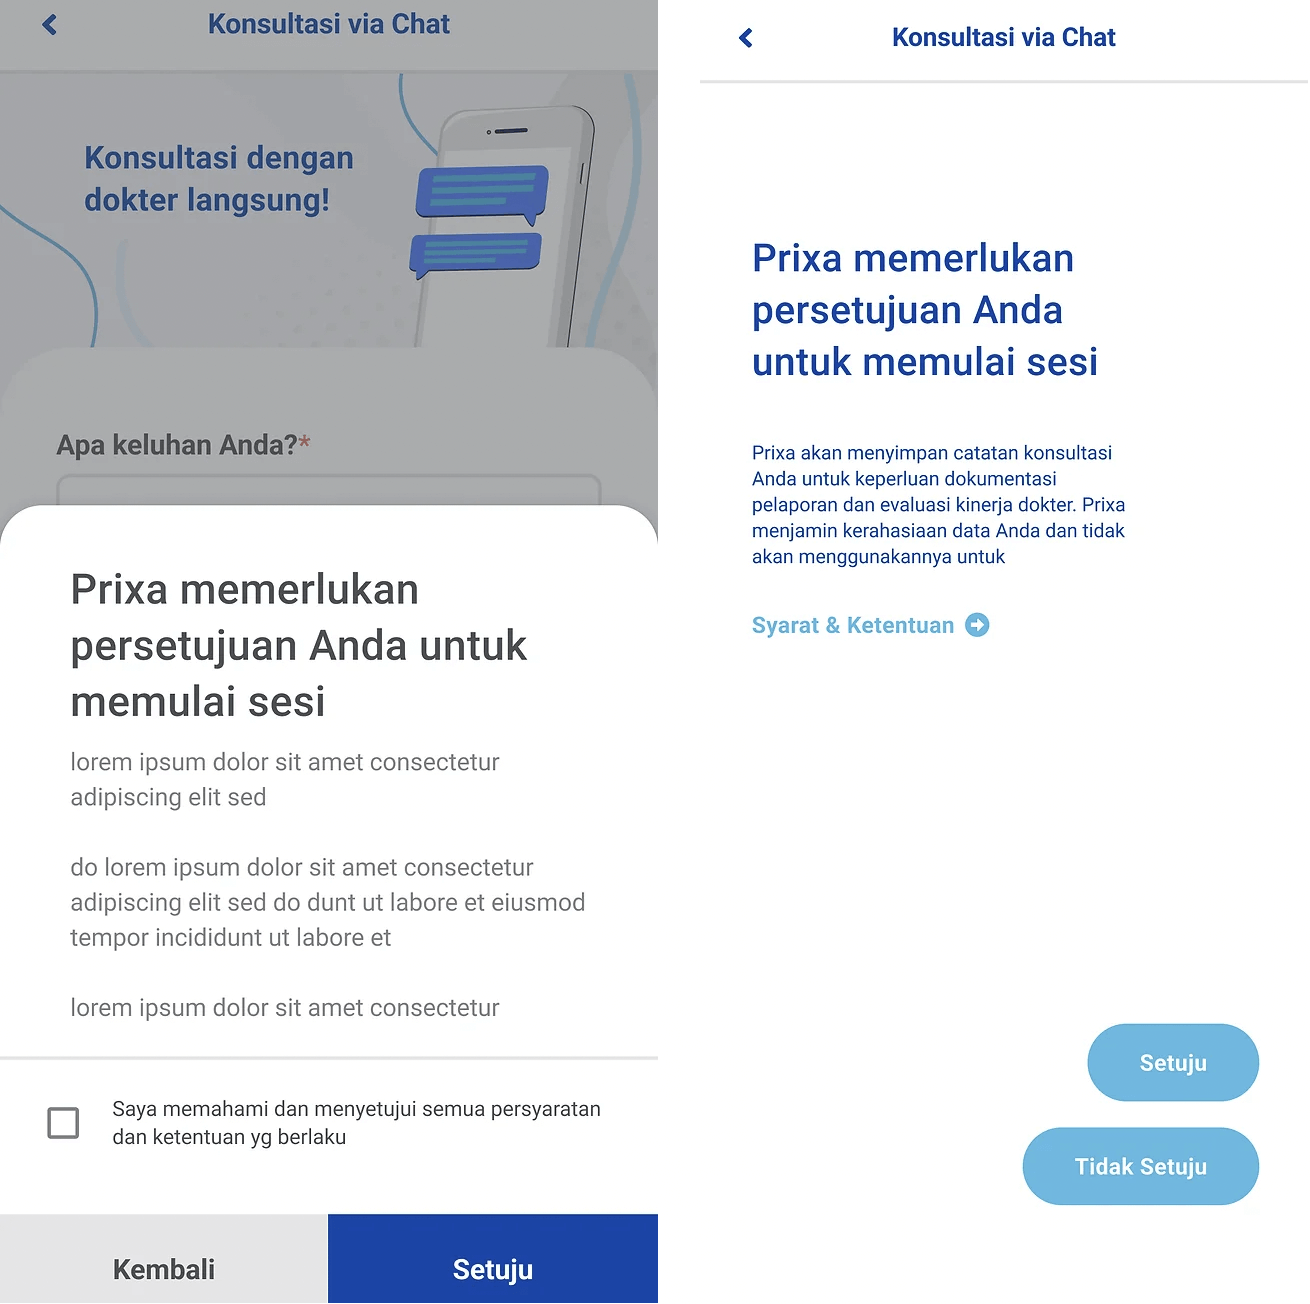 Konsultasi via Chat
Konsultasi dengan
dokter langsung!
Apa keluhan Anda?*
Prixa memerlukan
persetujuan Anda untuk
memulai sesi
lorem ipsum dolor sit amet consectetur
adipiscing elit sed
do lorem ipsum dolor sit amet consectetur
adipiscing elit sed do dunt ut labore et eiusmod
tempor incididunt ut labore et
lorem ipsum dolor sit amet consectetur
Saya memahami dan menyetujui semua persyaratan
dan ketentuan yg berlaku
Kembali
Setuju
Konsultasi via Chat
Prixa memerlukan
persetujuan Anda
untuk memulai sesi
Prixa akan menyimpan catatan konsultasi
Anda untuk keperluan dokumentasi
pelaporan dan evaluasi kinerja dokter. Prixa
menjamin kerahasiaan data Anda dan tidak
akan menggunakannya untuk
Syarat & Ketentuan
Setuju
Tidak Setuju